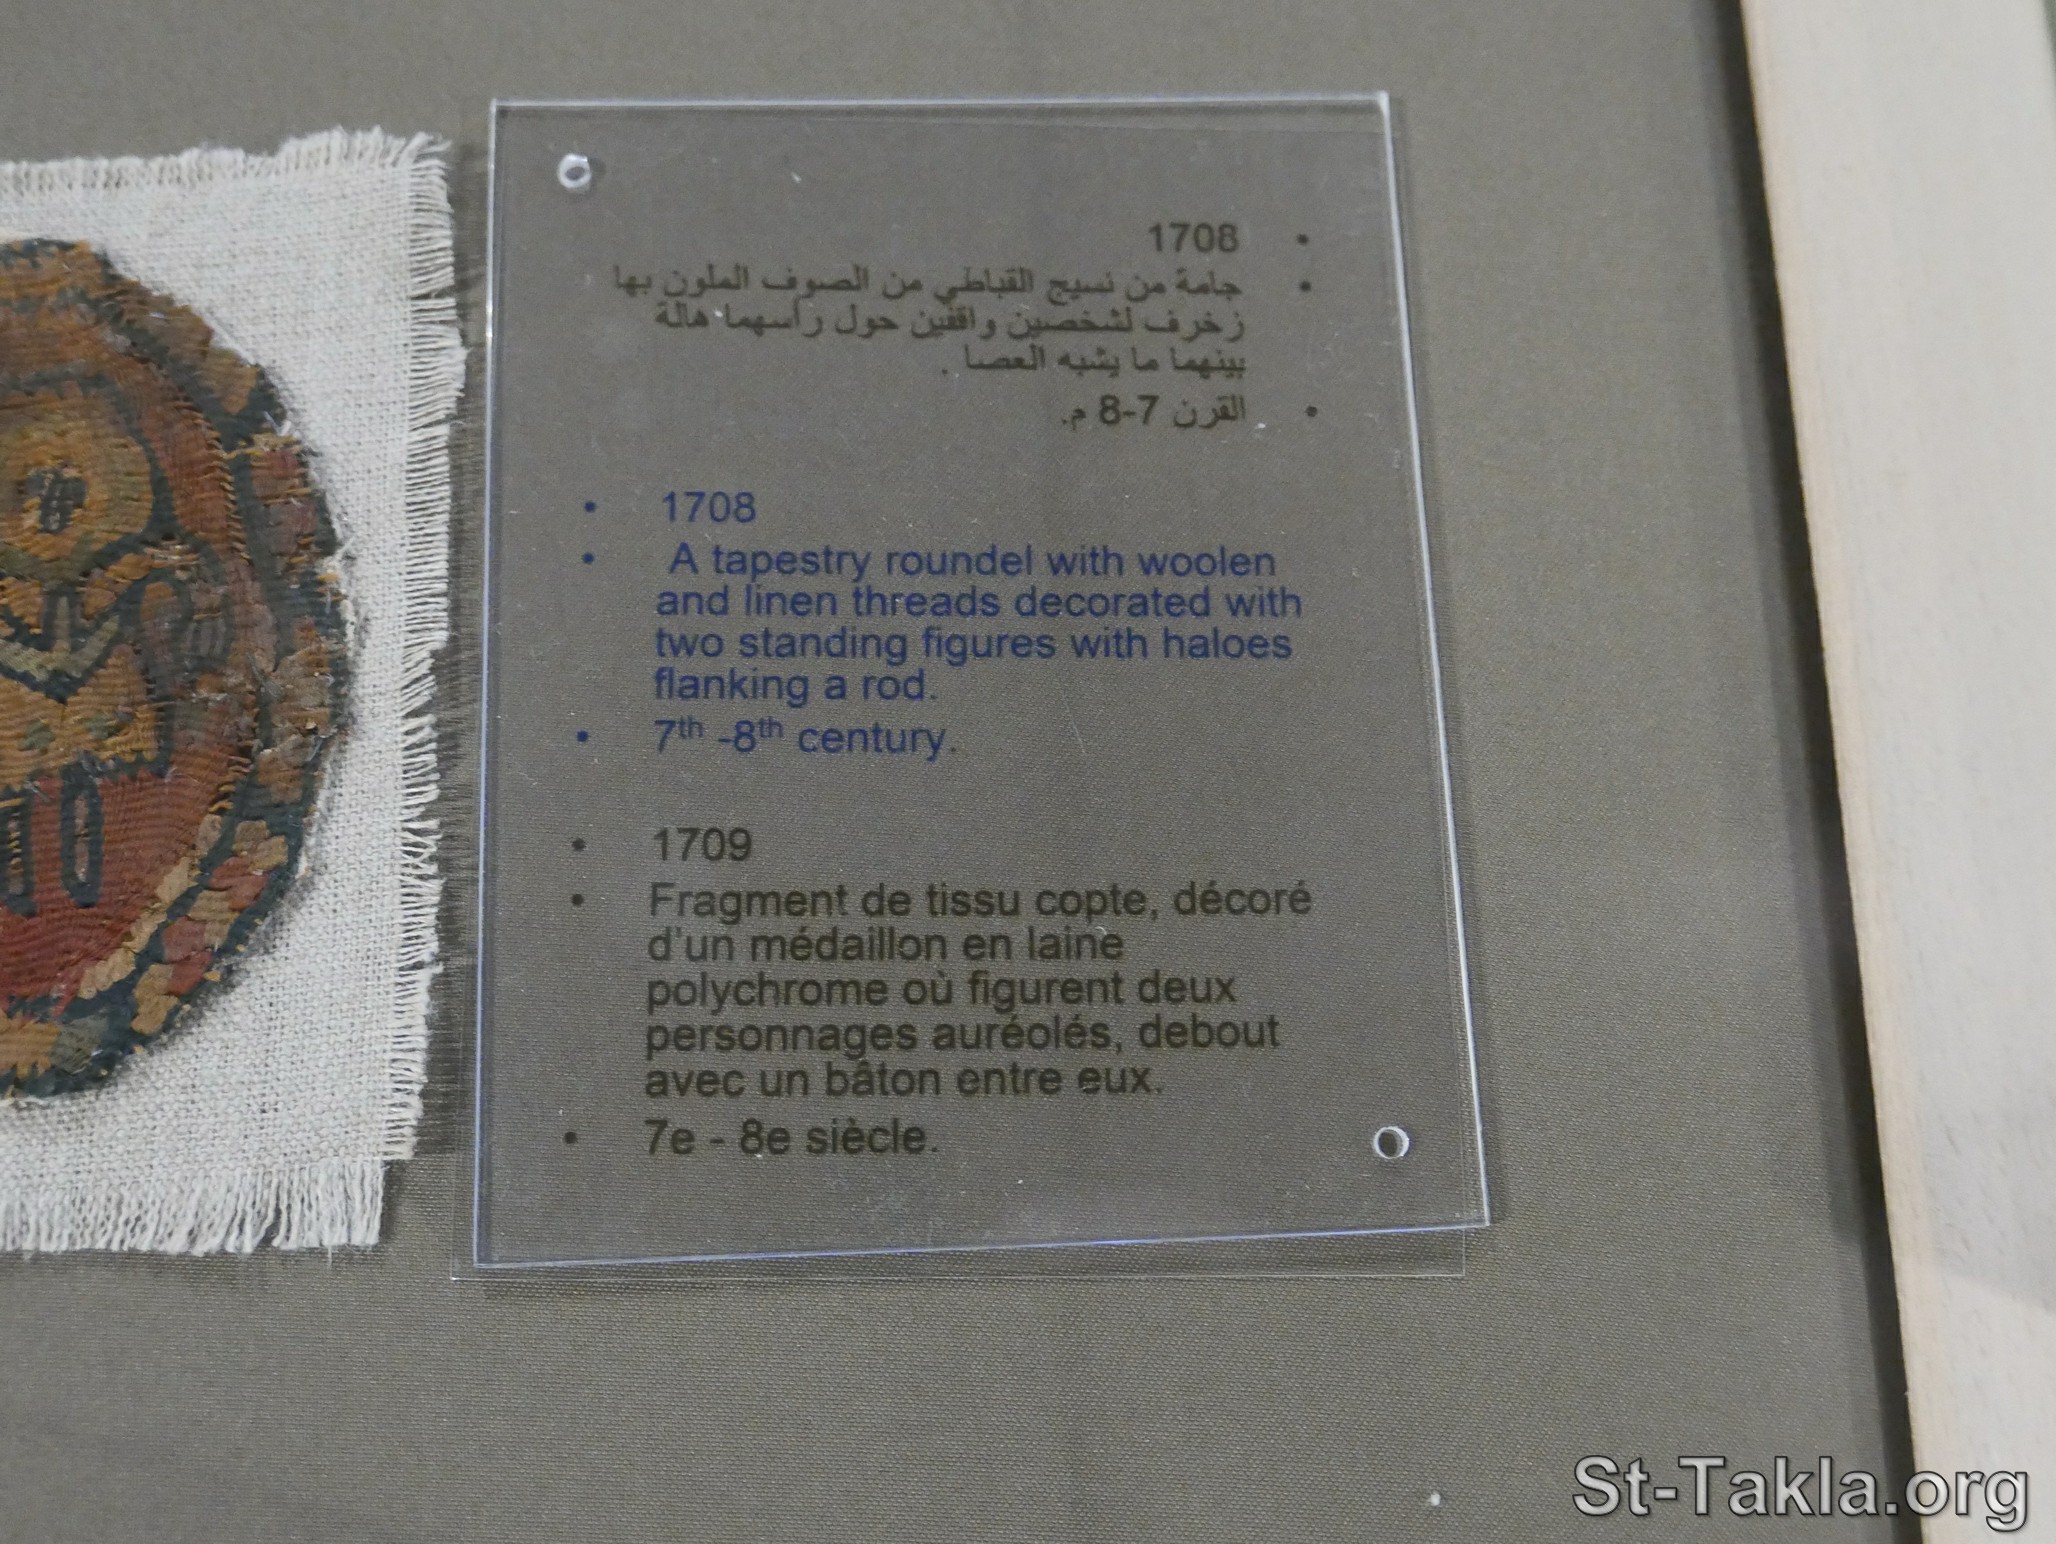 • 1708
• جامة من نسيج القباطي من الصوف الملون بها
زخرف لشخصين واقفين حول رأسهما هالة
بينهما ما يشبه العصا .
• القرن 7-8 م.
• 1708
• A tapestry roundel with woolen
and linen threads decorated with
two standing figures with haloes
flanking a rod.
• 7th -8th century.
• 1709
• Fragment de tissu copte, décoré
d'un médaillon en laine
polychrome où figurent deux
personnages auréolés, debout
avec un bâton entre eux.
• 7e - 8e siècle.
St-Takla.org